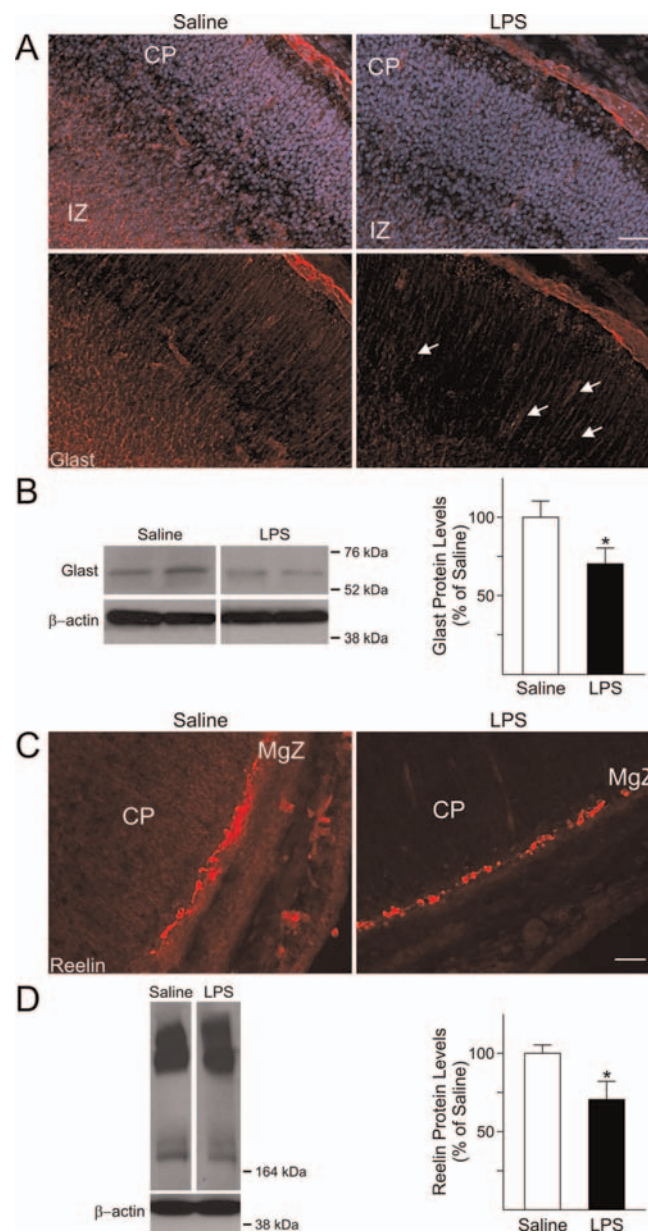 Saline
LPS
A
CP
CP
IZ
IZ
Glast
B
Saline
LPS
76 kDa
Glast
52 kDa
β–actin
38 kDa
Glast Protein Levels
(% of Saline)
100
75
50
*
Saline
LPS
Saline
LPS
C
MgZ
MgZ
CP
CP
Reelin
D
Saline
LPS
164 kDa
β–actin
38 kDa
Reelin Protein Levels
(% of Saline)
100
75
50
*
Saline
LPS